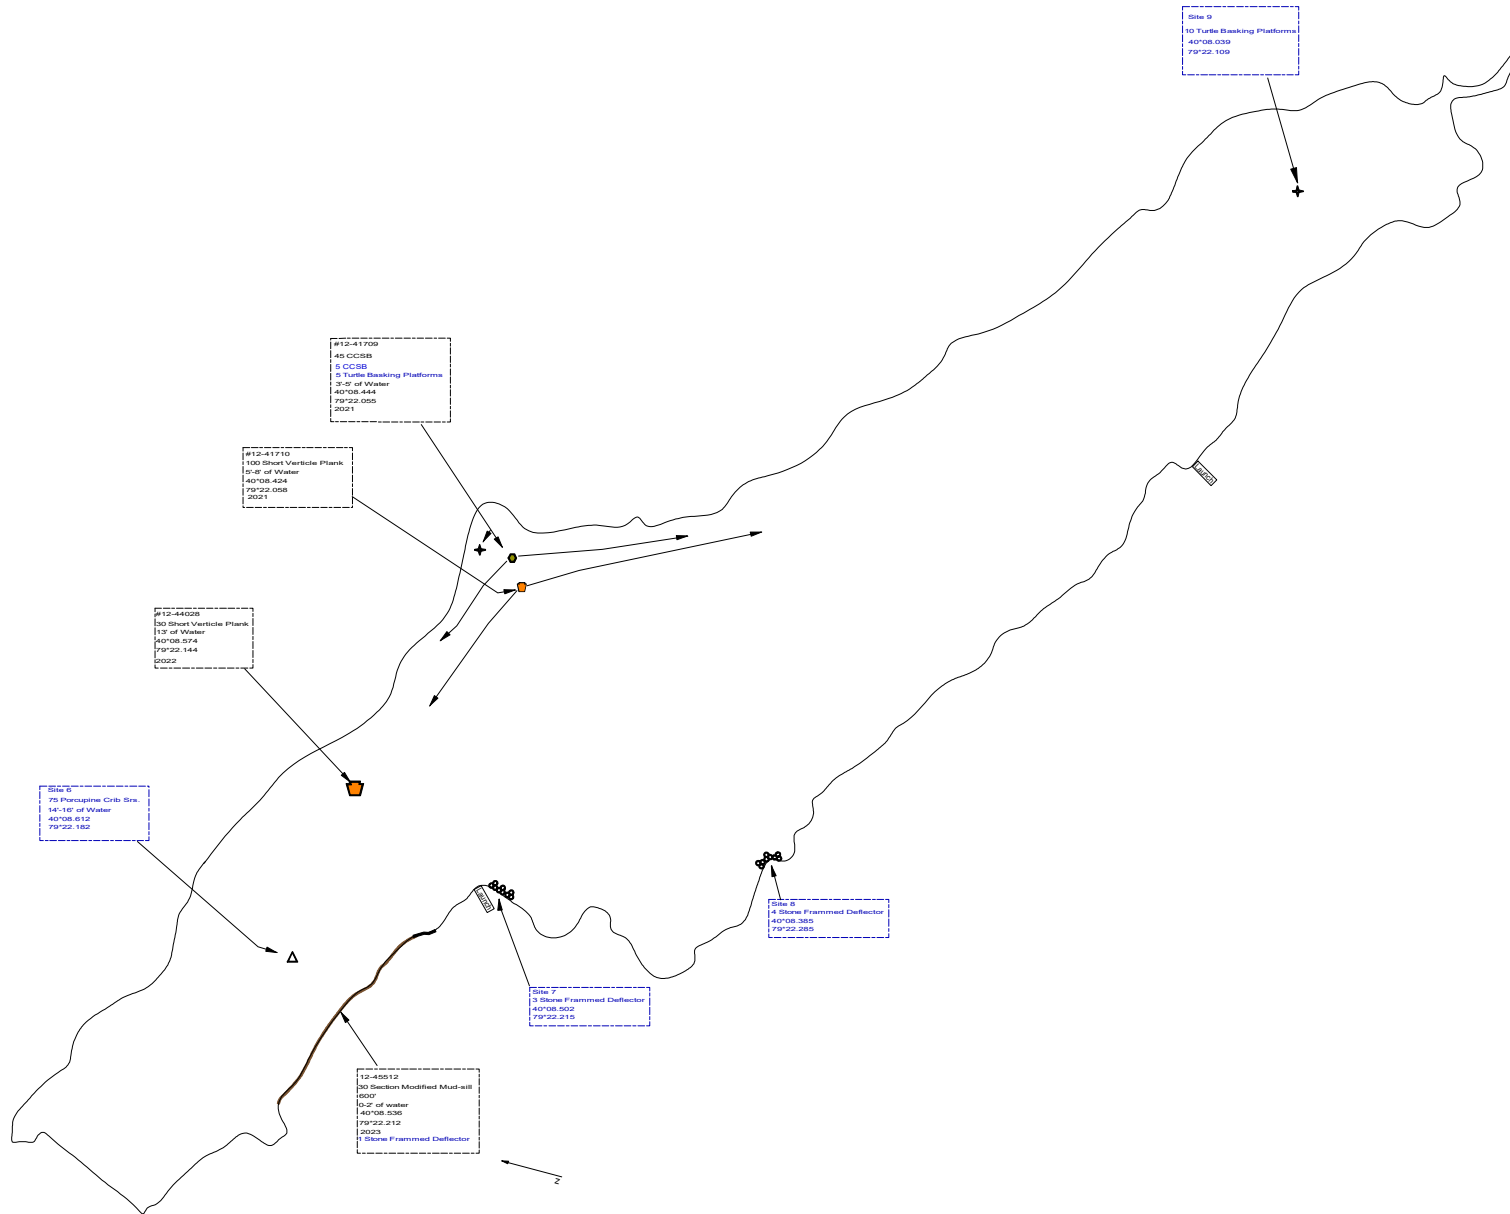 Site 9
10 Turtle Basking Platforms
40°08.039
79°22.109
#12-41709
45 CCSB
5 CCSB
5 Turtle Basking Platforms
3'-5' of Water
40°08.444
79°22.055
2021
#12-41710
100 Short Verticle Plank
5'-8' of Water
40°08.424
79°22.058
2021
Launch
#12-44028
30 Short Verticle Plank
13' of Water
40°08.574
79°22.144
2022
Site 6
75 Porcupine Crib Srs.
14'-16' of Water
40°08.612
79°22.182
Launch
Site 8
4 Stone Frammed Deflector
40°08.385
79°22.285
Site 7
3 Stone Frammed Deflector
40°08.502
79°22.215
12-45512
30 Section Modified Mud-sill
600'
0-2' of water
40°08.536
79°22.212
2023
1 Stone Frammed Deflector
Z